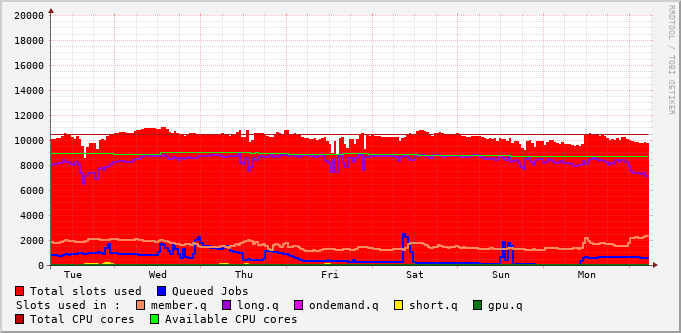 RRDTOOL / TOBI OETIKER
20000
18000
16000
14000
12000
10000
8000
6000
4000
2000
0
Tue Wed Thu Fri Sat Sun Mon
Total slots used Queued Jobs
Slots used in : member.q long.q ondemand.q short.q gpu.q
Total CPU cores Available CPU cores